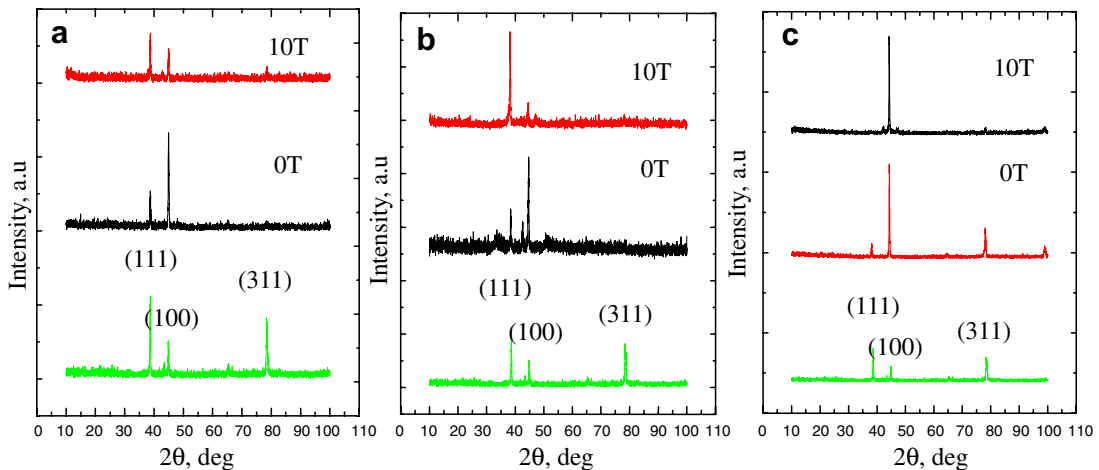 a
10T
0T
(111)
(100)
(311)
Intensity, a.u
0 10 20 30 40 50 60 70 80 90 100 110
2θ, deg
b
10T
0T
(111)
(100)
(311)
Intensity, a.u
0 10 20 30 40 50 60 70 80 90 100 110
2θ, deg
c
10T
0T
(111)
(100)
(311)
Intensity, a.u
0 10 20 30 40 50 60 70 80 90 100 110
2θ, deg